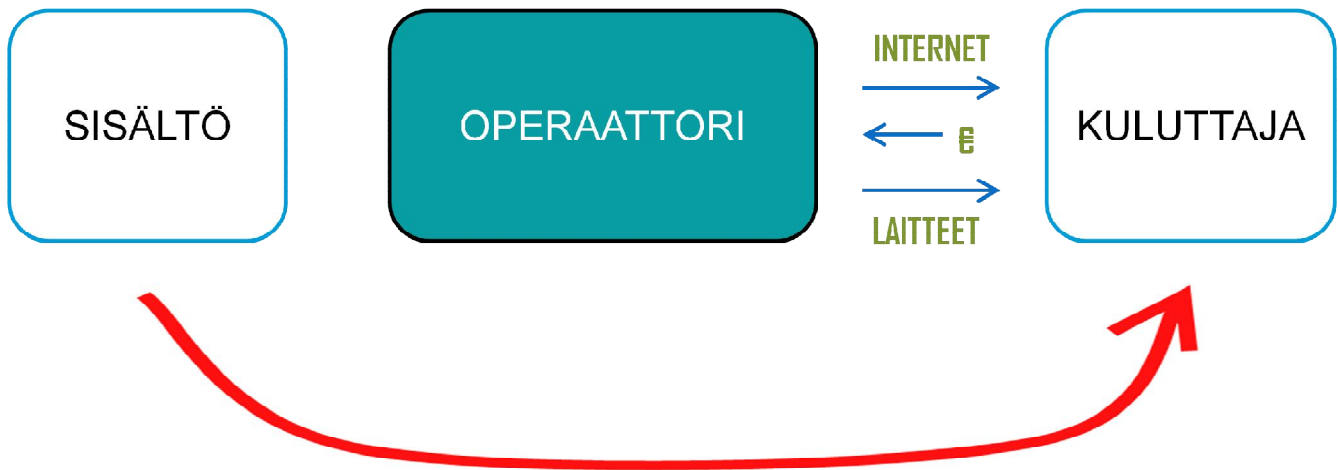 SISÄLTÖ
OPERAATTORI
INTERNET
€
LAITTEET
KULUTTAJA